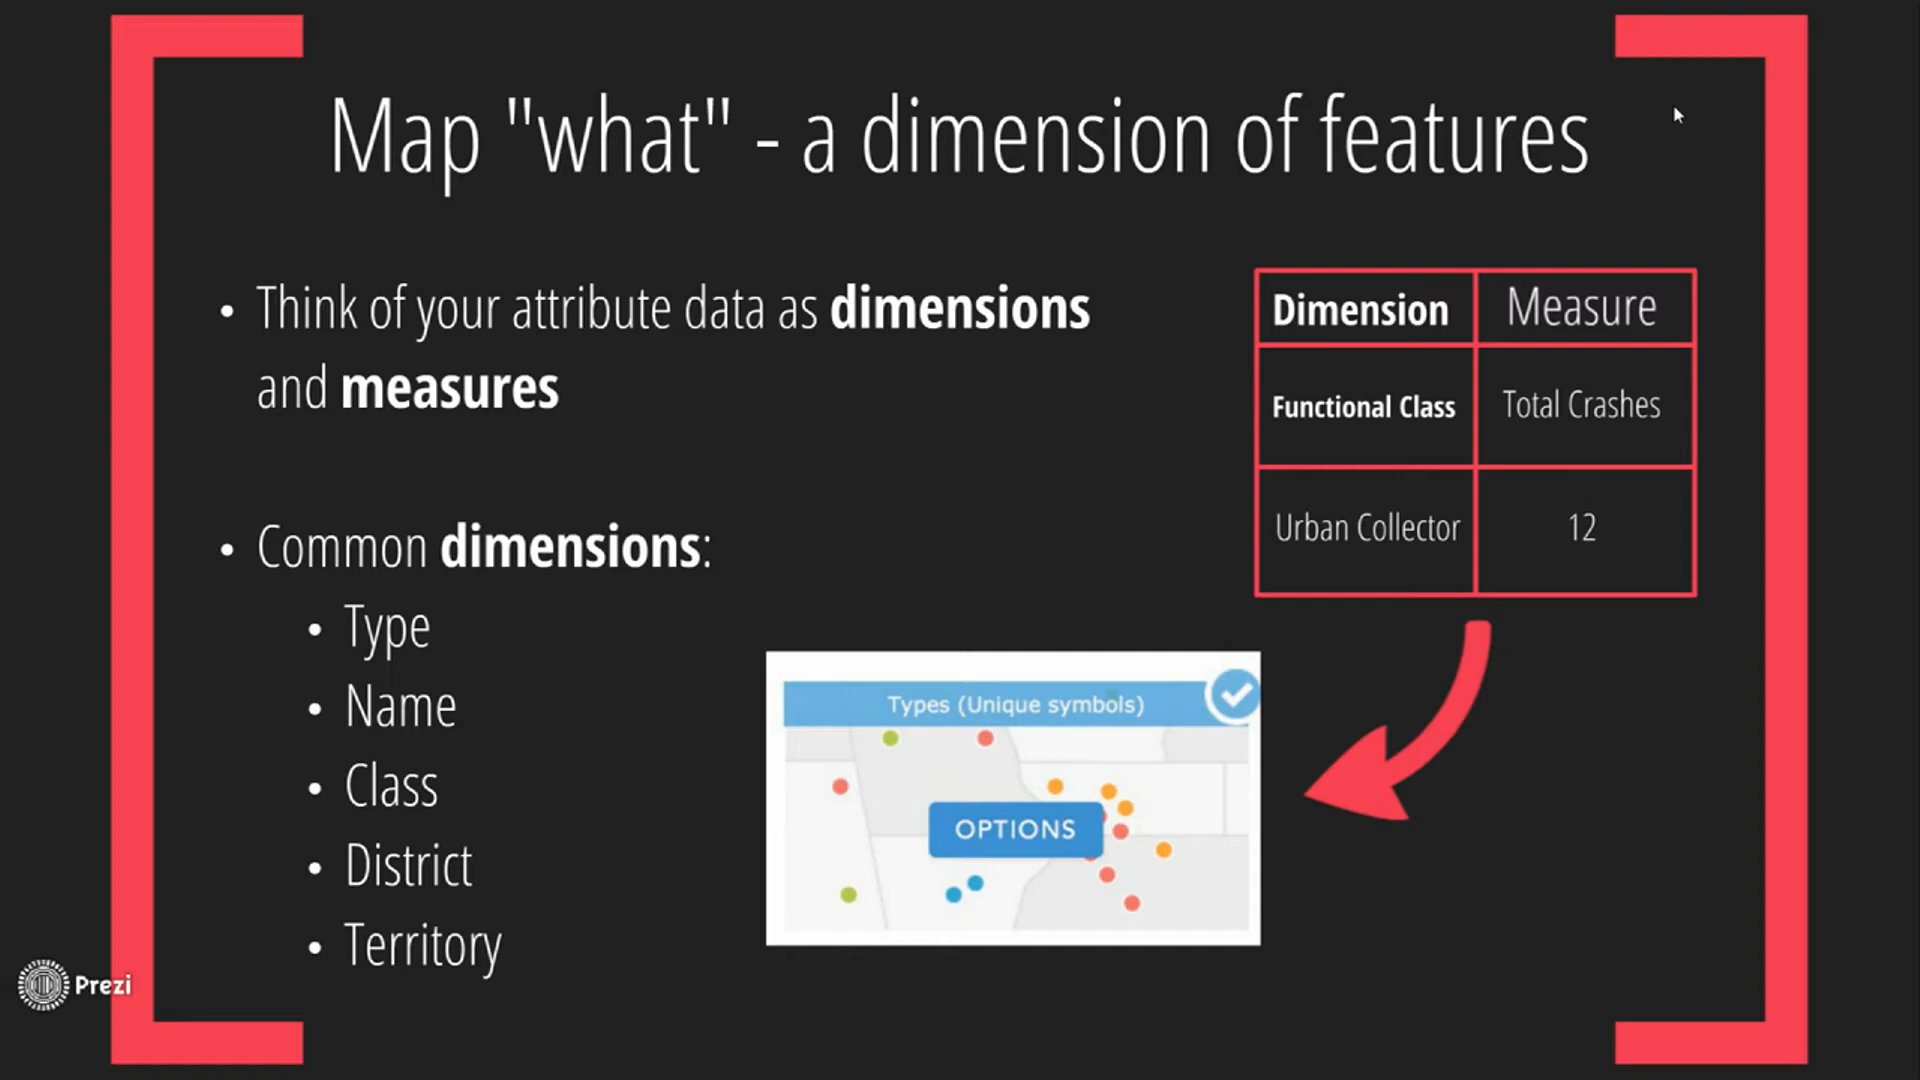 Map "what" - a dimension of features
• Think of your attribute data as dimensions
and measures
• Common dimensions:
• Type
• Name
• Class
• District
• Territory
Dimension Measure
Functional Class Total Crashes
Urban Collector 12
Types (Unique symbols)
OPTIONS
Prezi